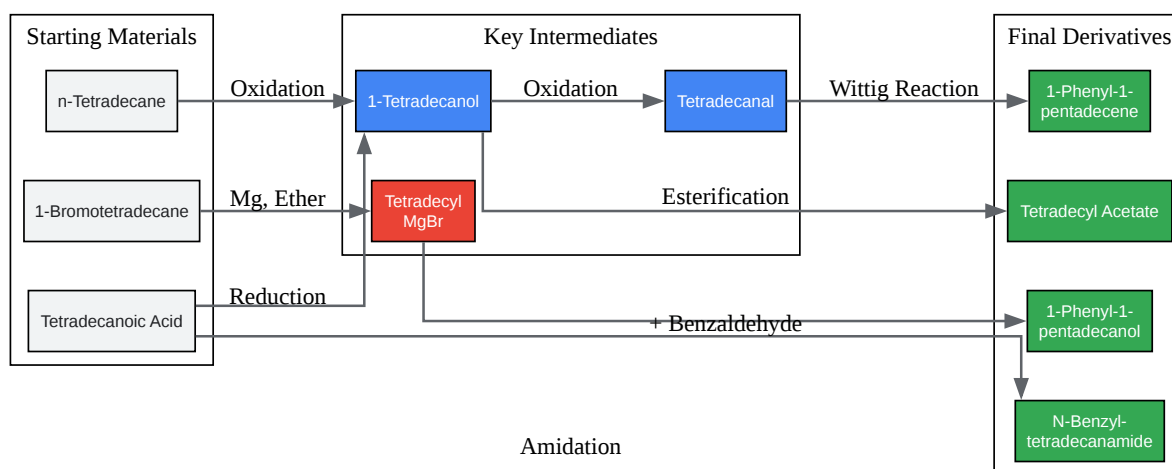 Starting Materials
Key Intermediates
Final Derivatives
n-Tetradecane
Oxidation
1-Tetradecanol
Oxidation
Tetradecanal
Wittig Reaction
1-Phenyl-1-
pentadecene
1-Bromotetradecane
Mg, Ether
Tetradecyl
MgBr
Esterification
Tetradecyl Acetate
Tetradecanoic Acid
Reduction
+ Benzaldehyde
1-Phenyl-1-
pentadecanol
Amidation
N-Benzyl-
tetradecanamide